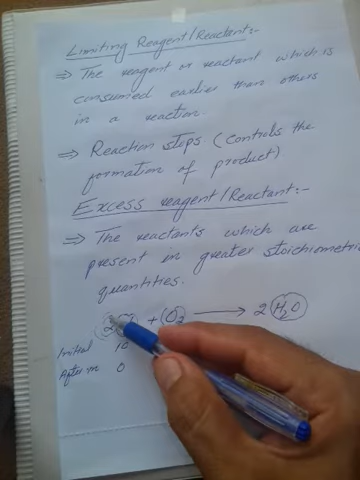 Limiting Reagent/Reactant:-
⇒ The reagent or reactant which is
consumed earlier than others
in a reaction.
⇒ Reaction stops (Controls the
formation of product)
Excess reagent/Reactant:-
⇒ The reactants which are
present in greater stoichiometric
quantities.
+ O2 → 2 H2O
Initial 10
0